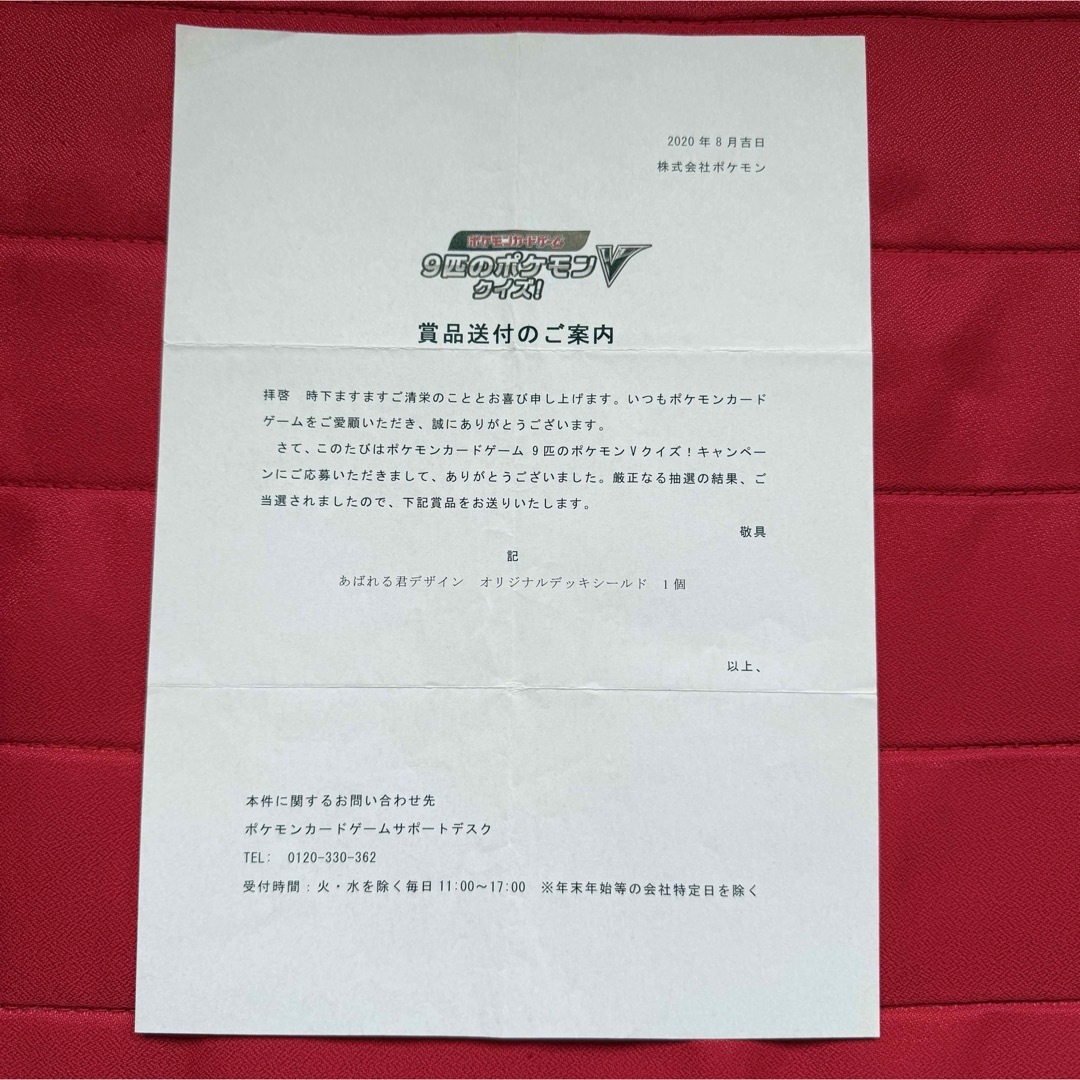 2020年8月吉日
株式会社ポケモン
ポケモンカードゲーム
9匹のポケモンV
クイズ!
賞品送付のご案内
拝啓　時下ますますご清栄のこととお喜び申し上げます。いつもポケモンカード
ゲームをご愛顧いただき、誠にありがとうございます。
　さて、このたびはポケモンカードゲーム 9匹のポケモンVクイズ!キャンペー
ンにご応募いただきまして、ありがとうございました。厳正なる抽選の結果、ご
当選されましたので、下記賞品をお送りいたします。
敬具
記
あばれる君デザイン　オリジナルデッキシールド　1個
以上、
本件に関するお問い合わせ先
ポケモンカードゲームサポートデスク
TEL:　0120-330-362
受付時間：火・水を除く毎日11:00～17:00　※年末年始等の会社特定日を除く